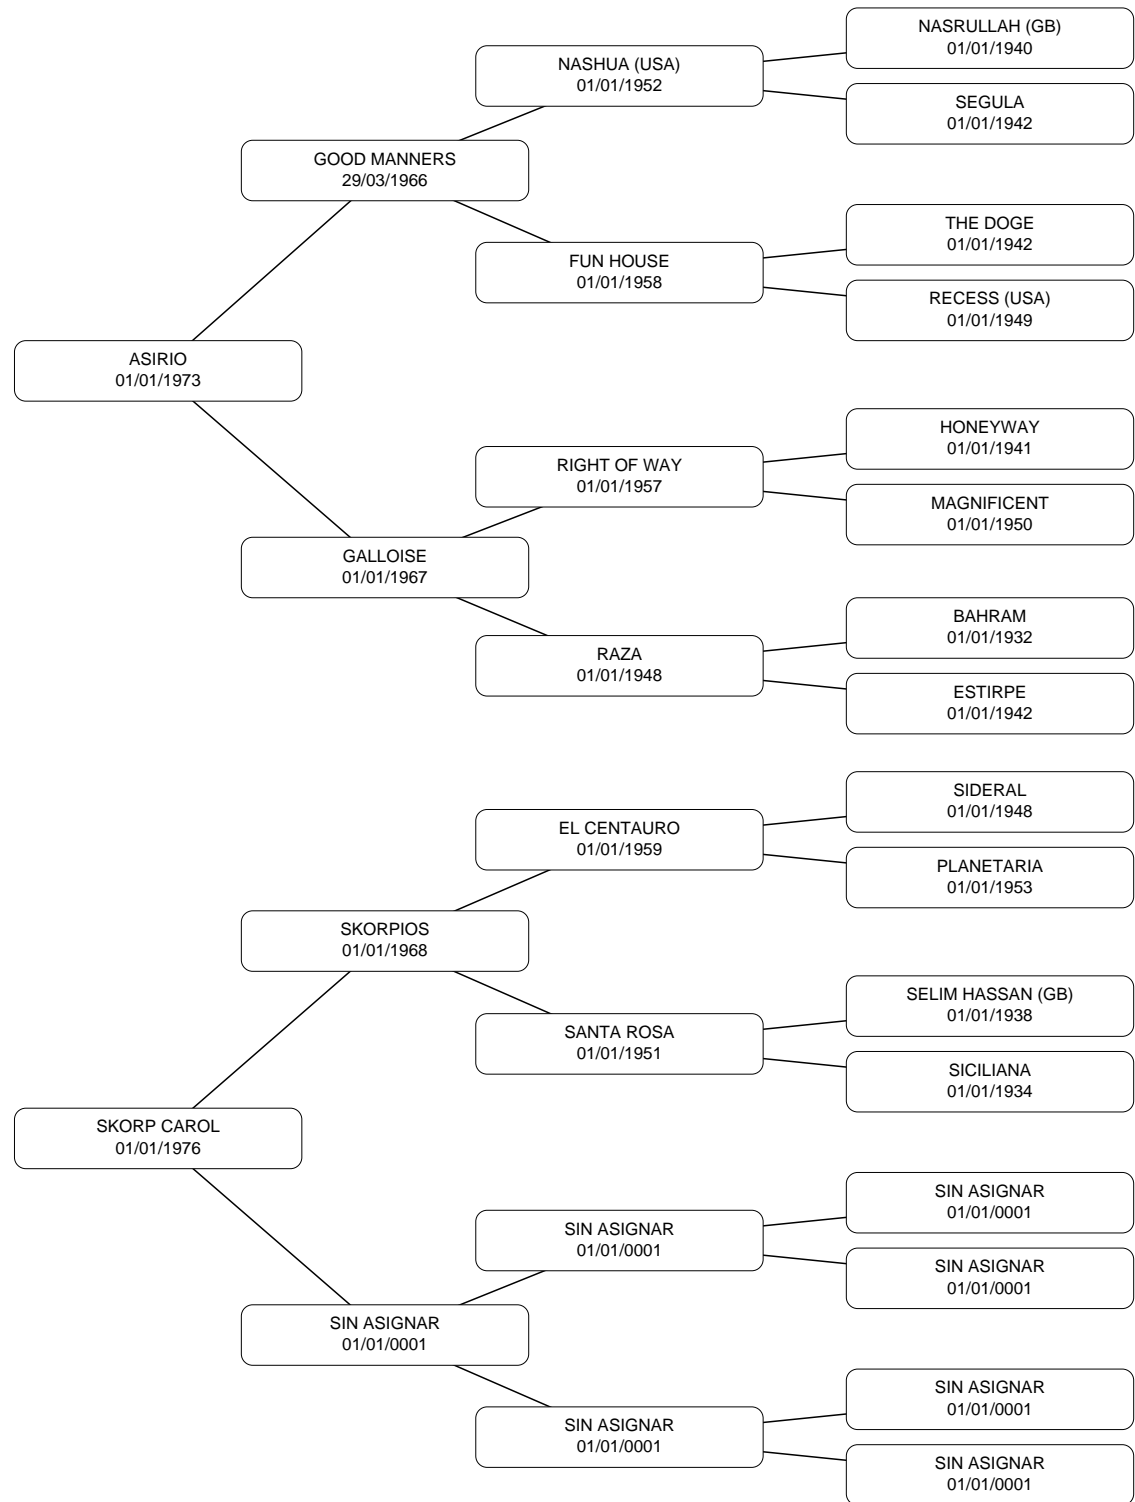 NASRULLAH (GB)
01/01/1940
NASHUA (USA)
01/01/1952
SEGULA
01/01/1942
GOOD MANNERS
29/03/1966
THE DOGE
01/01/1942
FUN HOUSE
01/01/1958
RECESS (USA)
01/01/1949
ASIRIO
01/01/1973
HONEYWAY
01/01/1941
RIGHT OF WAY
01/01/1957
MAGNIFICENT
01/01/1950
GALLOISE
01/01/1967
BAHRAM
01/01/1932
RAZA
01/01/1948
ESTIRPE
01/01/1942
SIDERAL
01/01/1948
EL CENTAURO
01/01/1959
PLANETARIA
01/01/1953
SKORPIOS
01/01/1968
SELIM HASSAN (GB)
01/01/1938
SANTA ROSA
01/01/1951
SICILIANA
01/01/1934
SKORP CAROL
01/01/1976
SIN ASIGNAR
01/01/0001
SIN ASIGNAR
01/01/0001
SIN ASIGNAR
01/01/0001
SIN ASIGNAR
01/01/0001
SIN ASIGNAR
01/01/0001
SIN ASIGNAR
01/01/0001
SIN ASIGNAR
01/01/0001